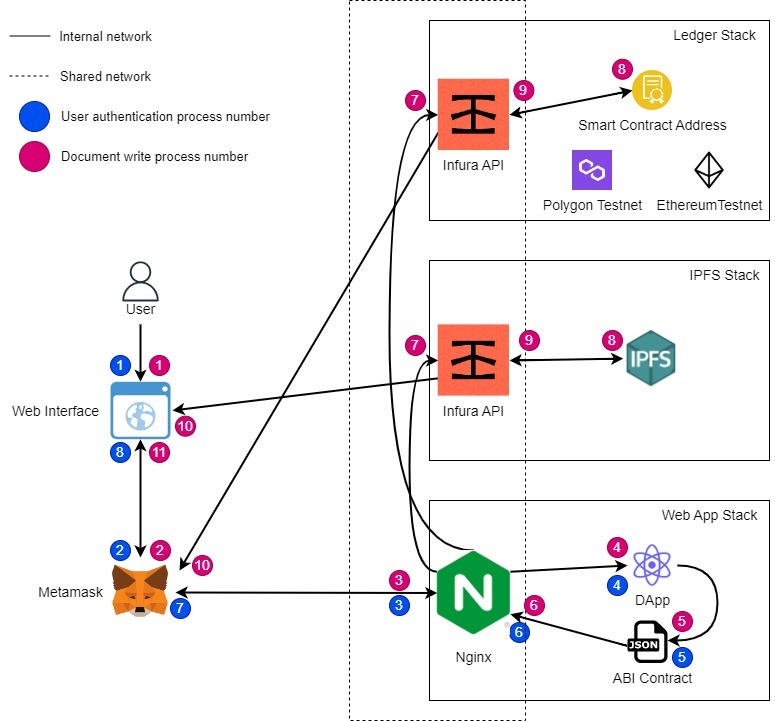 Internal network
Shared network
User authentication process number
Document write process number
Ledger Stack
7
9
8
Infura API
Smart Contract Address
Polygon Testnet
EthereumTestnet
IPFS Stack
7
9
8
IPFS
Infura API
User
1 1
Web Interface
10
8 11
2 2
10
Metamask
7
3
3
Web App Stack
4
4
DApp
N
6
6
5
5
JSON
ABI Contract
Nginx